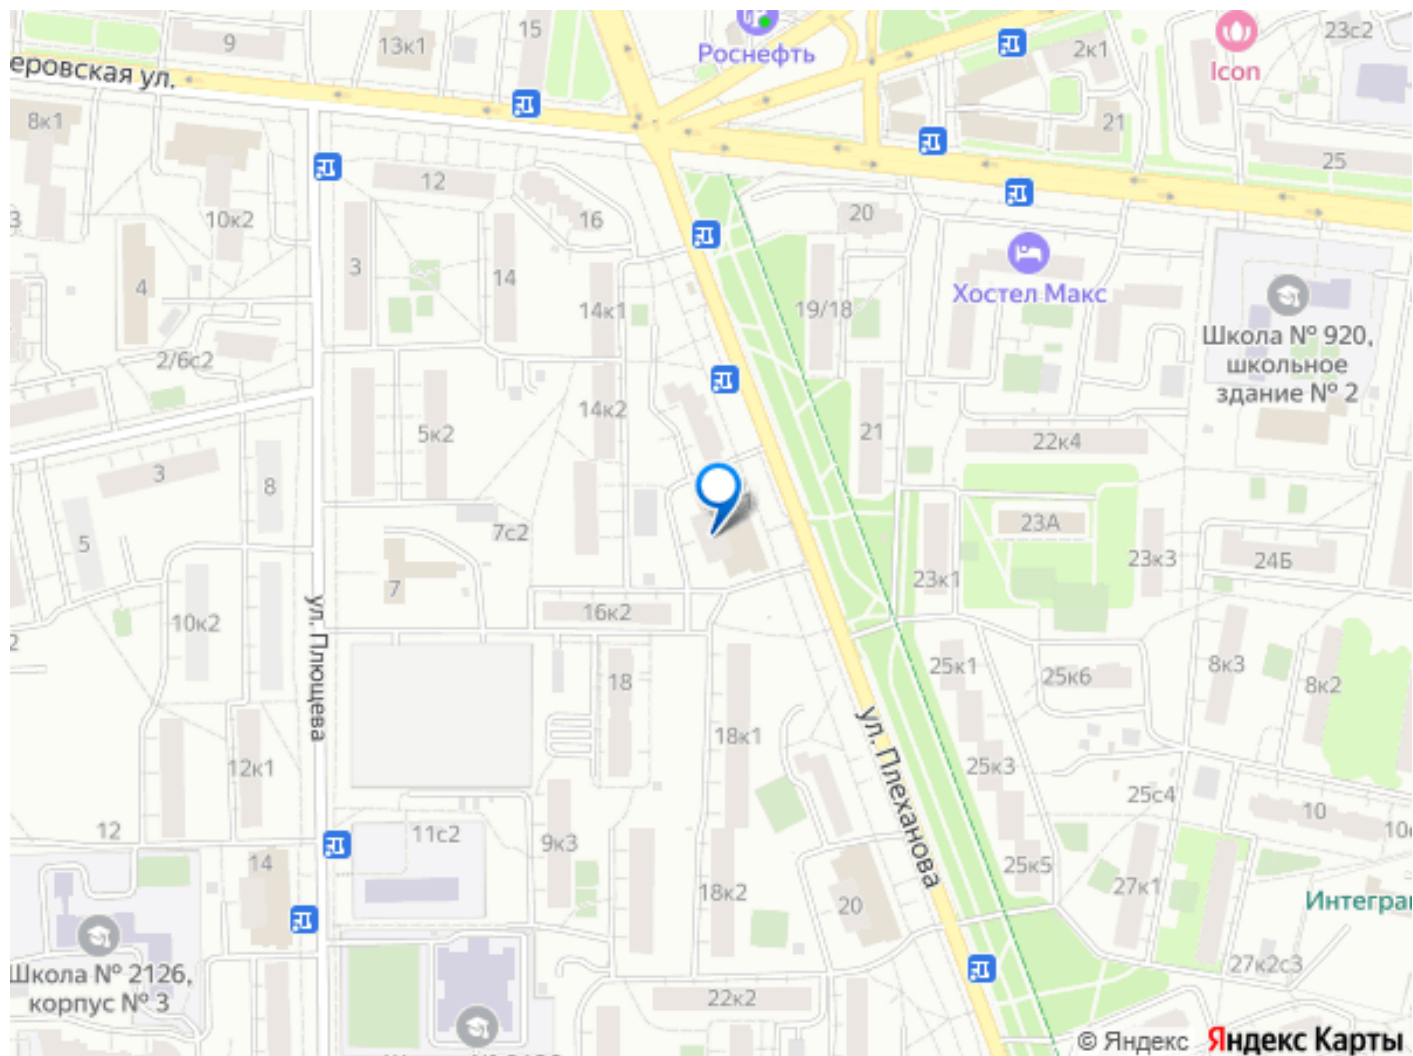 9
13к1
15
Роснефть
2к1
Icon
23с2
еровская ул.
8к1
21
25
12
10к2
16
20
3
4
3
14
14к1
19/18
Хостел Макс
Школа № 920,
школьное
здание № 2
2/6с2
14к2
5к2
21
22к4
3
8
5
7с2
23А
23к1
23к3
24Б
7
16к2
10к2
2
ул. Плющева
18
25к1
25к6
8к3
8к2
18к1
ул. Плеханова
12к1
25к3
25с4
10
10
12
11с2
9к3
14
25к5
27к1
18к2
20
Интегра
Школа № 2126,
корпус № 3
27к2с3
22к2
© Яндекс Яндекс Карты